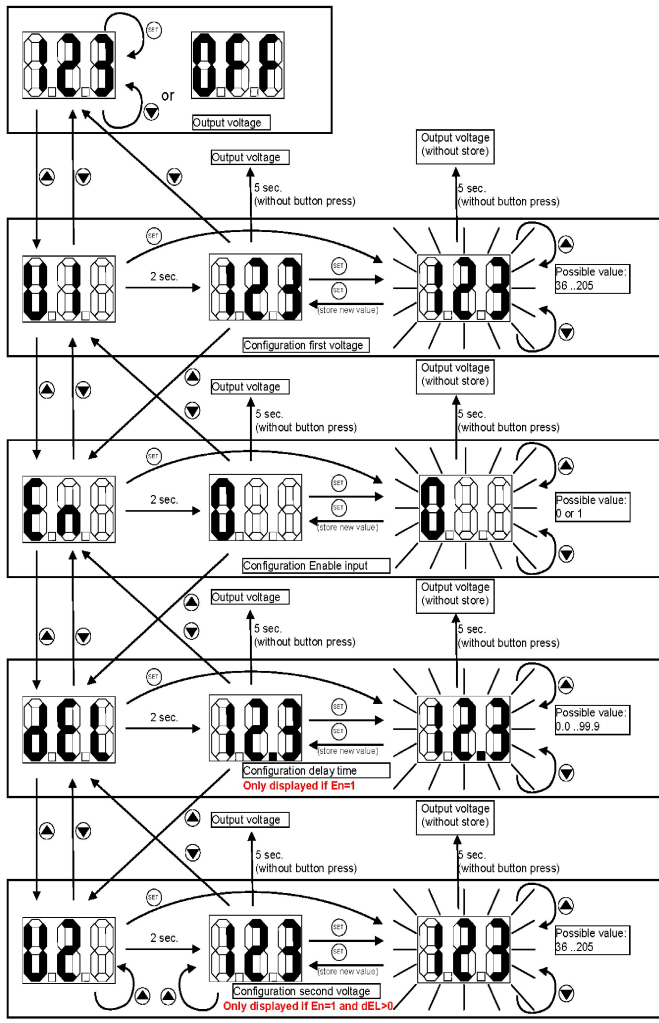 SET
123
or
OFF
Output voltage
Output voltage
Output voltage
(without store)
5 sec.
(without button press)
5 sec.
(without button press)
SET
U1
2 sec.
123
SET
SET
(store new value)
123
Possible value:
36 ..205
Configuration first voltage
Output voltage
Output voltage
(without store)
5 sec.
(without button press)
5 sec.
(without button press)
SET
En
2 sec.
0
SET
SET
(store new value)
0
Possible value:
0 or 1
Configuration Enable input
Output voltage
Output voltage
(without store)
5 sec.
(without button press)
5 sec.
(without button press)
SET
dEL
2 sec.
12.3
SET
SET
(store new value)
12.3
Possible value:
0.0 ..99.9
Configuration delay time
Only displayed if En=1
Output voltage
Output voltage
(without store)
5 sec.
(without button press)
5 sec.
(without button press)
SET
U2
2 sec.
123
SET
SET
(store new value)
123
Possible value:
36 ..205
Configuration second voltage
Only displayed if En=1 and dEL>0